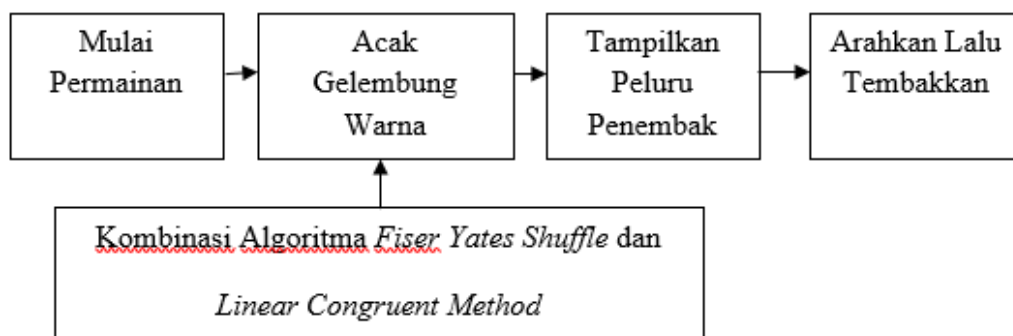 Mulai
Permainan
Acak
Gelembung
Warna
Tampilkan
Peluru
Penembak
Arahkan Lalu
Tembakkan
Kombinasi Algoritma Fiser Yates Shuffle dan
Linear Congruent Method